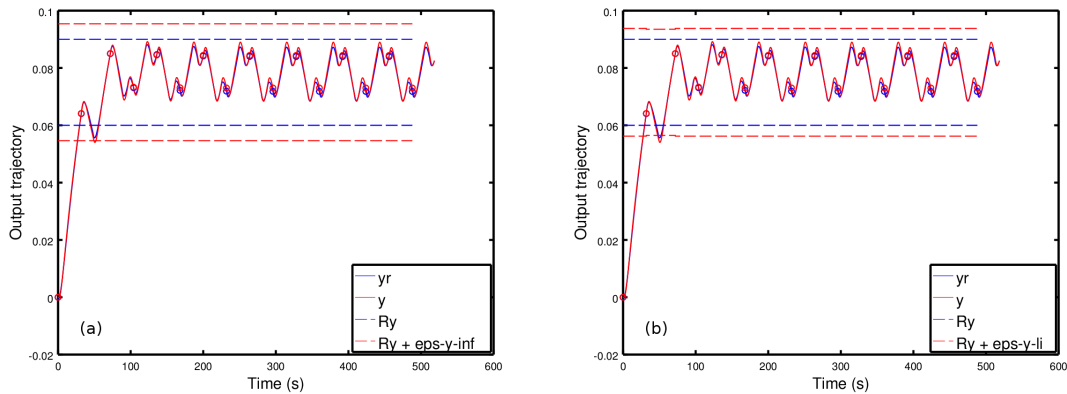 0.1
0.08
0.06
0.04
0.02
0
-0.02
Output trajectory
0 100 200 300 400 500 600
Time (s)
(a)
yr
y
Ry
Ry + eps-y-inf
0.1
0.08
0.06
0.04
0.02
0
-0.02
Output trajectory
0 100 200 300 400 500 600
Time (s)
(b)
yr
y
Ry
Ry + eps-y-li